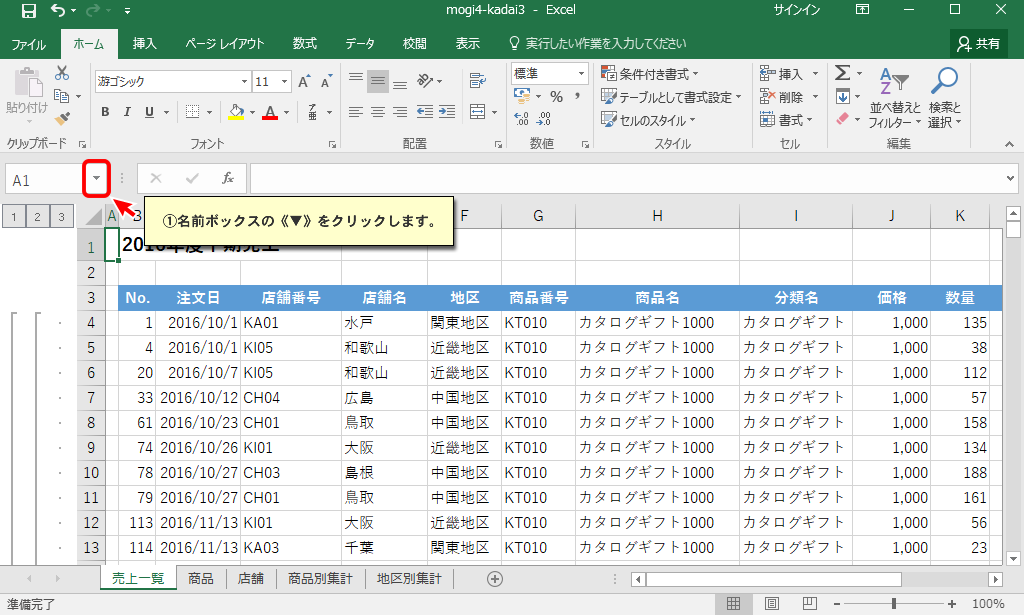 mogi4-kadai3 - Excel
サインイン
ファイル ホーム 挿入 ページ レイアウト 数式 データ 校閲 表示 実行したい作業を入力してください 共有
貼り付け 游ゴシック 11 標準 条件付き書式 挿入 Σ
テーブルとして書式設定 削除 並べ替えと 検索と
B I U セルのスタイル 書式 フィルター 選択
クリップボード フォント 配置 数値 スタイル セル 編集
A1 fx
①名前ボックスの《▼》をクリックします。
1 2 3 A B F G H I J K
1
2
3 No. 注文日 店舗番号 店舗名 地区 商品番号 商品名 分類名 価格 数量
4 1 2016/10/1 KA01 水戸 関東地区 KT010 カタログギフト1000 カタログギフト 1,000 135
5 4 2016/10/1 KI05 和歌山 近畿地区 KT010 カタログギフト1000 カタログギフト 1,000 38
6 20 2016/10/7 KI05 和歌山 近畿地区 KT010 カタログギフト1000 カタログギフト 1,000 112
7 33 2016/10/12 CH04 広島 中国地区 KT010 カタログギフト1000 カタログギフト 1,000 57
8 61 2016/10/23 CH01 鳥取 中国地区 KT010 カタログギフト1000 カタログギフト 1,000 158
9 74 2016/10/26 KI01 大阪 近畿地区 KT010 カタログギフト1000 カタログギフト 1,000 134
10 78 2016/10/27 CH03 島根 中国地区 KT010 カタログギフト1000 カタログギフト 1,000 188
11 79 2016/10/27 CH01 鳥取 中国地区 KT010 カタログギフト1000 カタログギフト 1,000 161
12 113 2016/11/13 KI01 大阪 近畿地区 KT010 カタログギフト1000 カタログギフト 1,000 56
13 114 2016/11/13 KA03 千葉 関東地区 KT010 カタログギフト1000 カタログギフト 1,000 23
売上一覧 商品 店舗 商品別集計 地区別集計
準備完了 100%